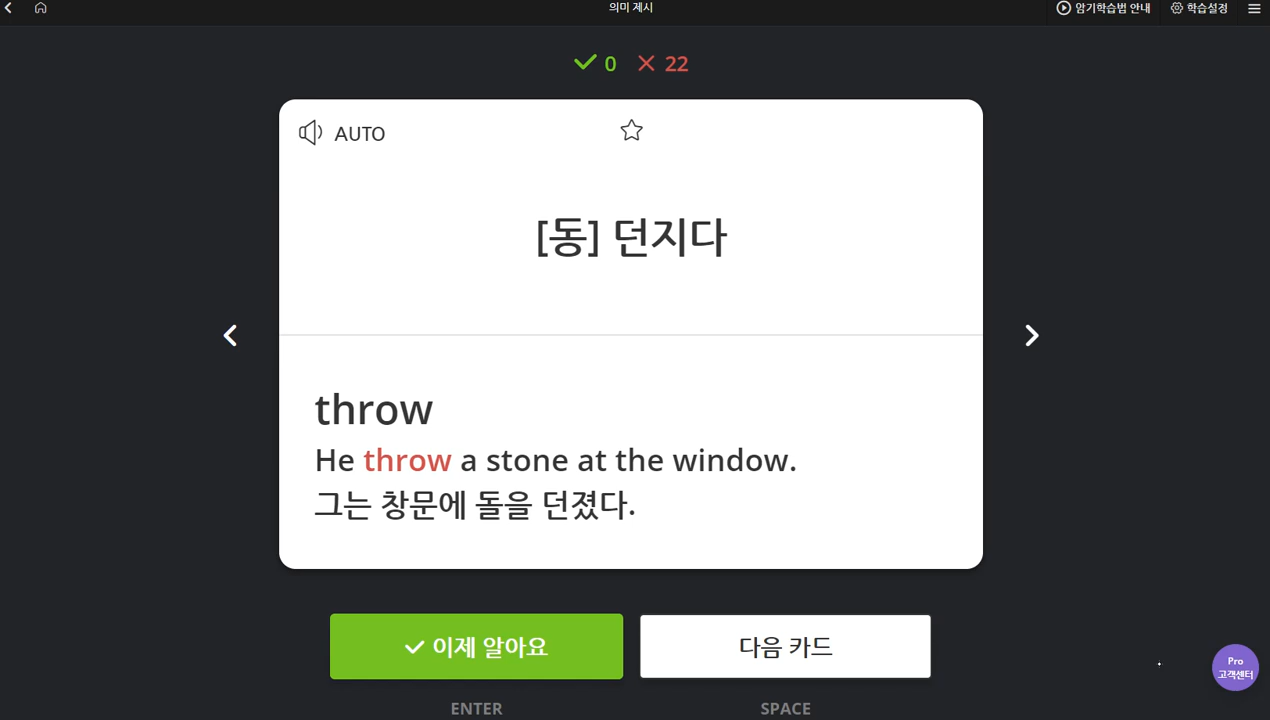 의미 제시
암기학습법 안내
학습설정
0
22
AUTO
[동] 던지다
throw
He throw a stone at the window.
그는 창문에 돌을 던졌다.
이제 알아요
다음 카드
Pro
고객센터
ENTER
SPACE